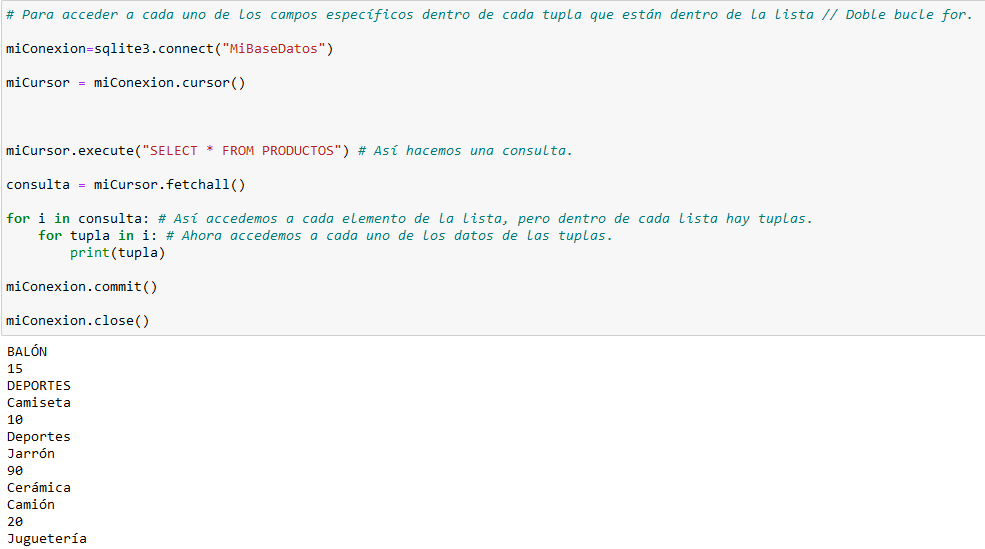 # Para acceder a cada uno de los campos específicos dentro de cada tupla que están dentro de la lista // Doble bucle for.
miConexion=sqlite3.connect("MiBaseDatos")
miCursor = miConexion.cursor()
miCursor.execute("SELECT * FROM PRODUCTOS") # Así hacemos una consulta.
consulta = miCursor.fetchall()
for i in consulta: # Así accedemos a cada elemento de la lista, pero dentro de cada lista hay tuplas.
    for tupla in i: # Ahora accedemos a cada uno de los datos de las tuplas.
        print(tupla)
miConexion.commit()
miConexion.close()
BALÓN
15
DEPORTES
Camiseta
10
Deportes
Jarrón
90
Cerámica
Camión
20
Juguetería